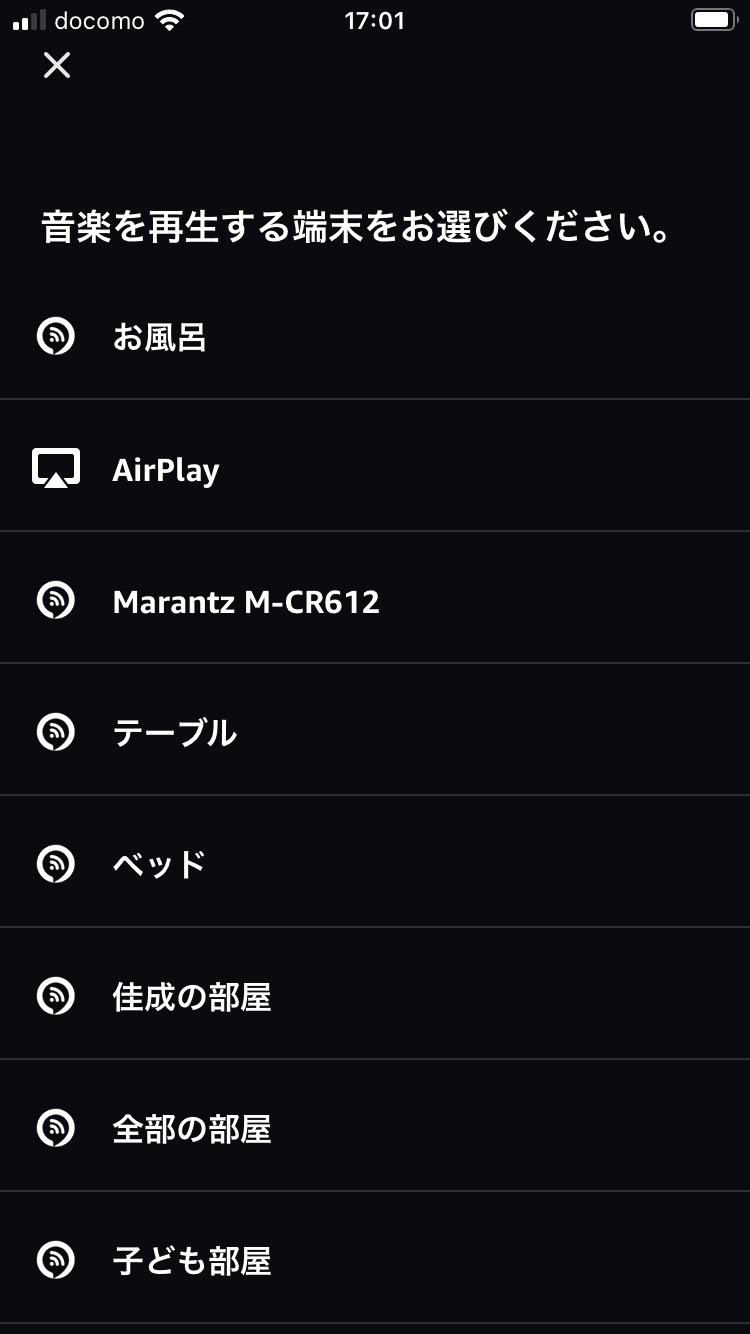 docomo 17:01
音楽を再生する端末をお選びください。
お風呂
AirPlay
Marantz M-CR612
テーブル
ベッド
佳成の部屋
全部の部屋
子ども部屋